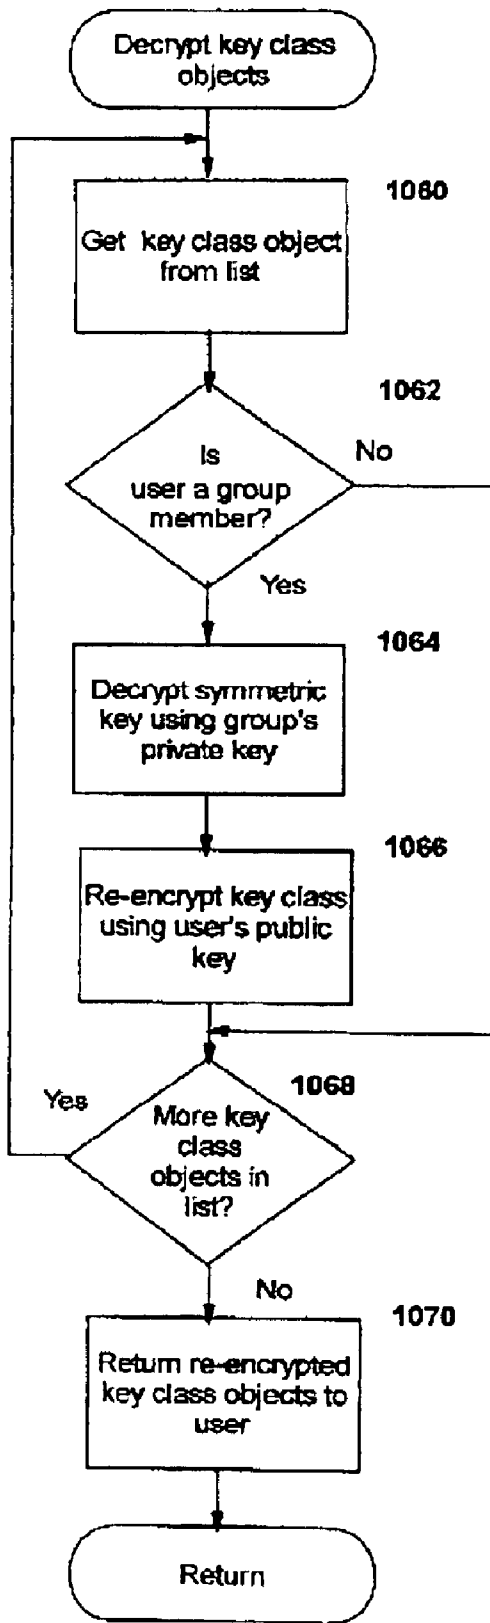 Decrypt key class
objects
1060
Get key class object
from list
1062
Is
user a group
member?
No
Yes
1064
Decrypt symmetric
key using group's
private key
1066
Re-encrypt key class
using user's public
key
1068
Yes
More key
class
objects in
list?
No
1070
Return re-encrypted
key class objects to
user
Return